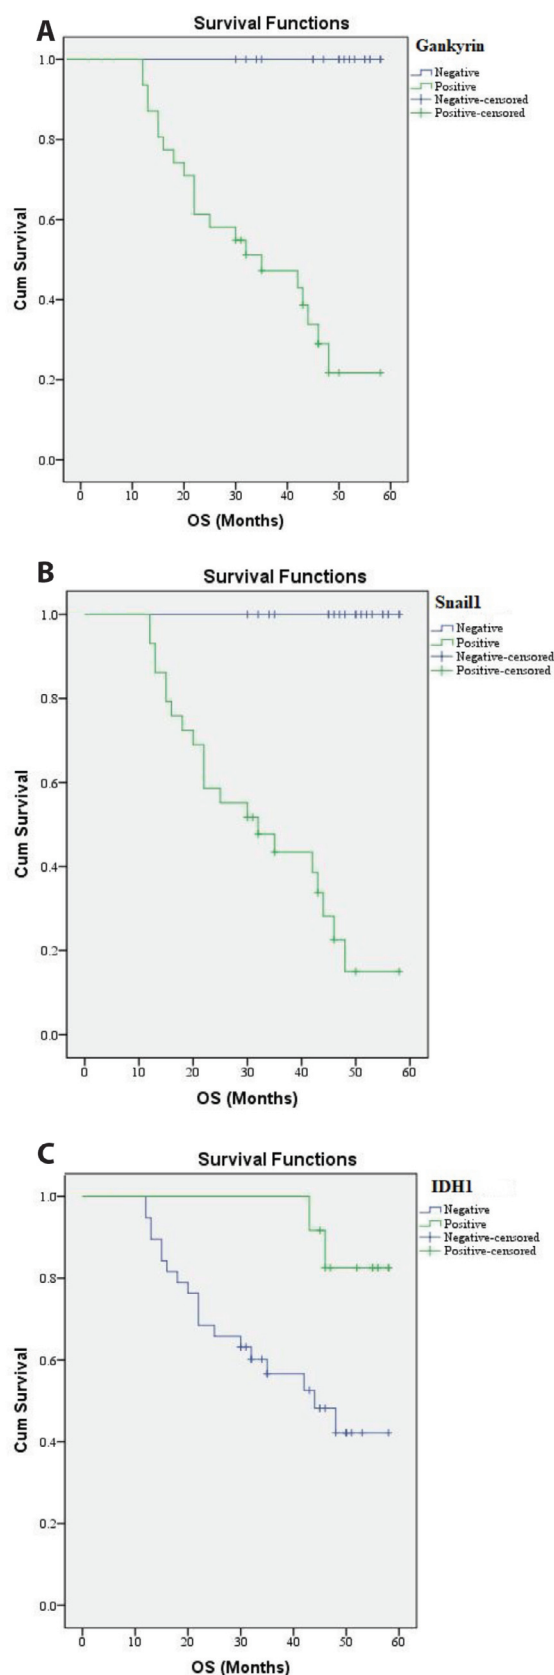 A
Survival Functions
Gankyrin
Negative
Positive
Negative-censored
Positive-censored
1.0
0.8
0.6
0.4
0.2
0.0
Cum Survival
0 10 20 30 40 50 60
OS (Months)
B
Survival Functions
Snail1
Negative
Positive
Negative-censored
Positive-censored
1.0
0.8
0.6
0.4
0.2
0.0
Cum Survival
0 10 20 30 40 50 60
OS (Months)
C
Survival Functions
IDH1
Negative
Positive
Negative-censored
Positive-censored
1.0
0.8
0.6
0.4
0.2
0.0
Cum Survival
0 10 20 30 40 50 60
OS (Months)